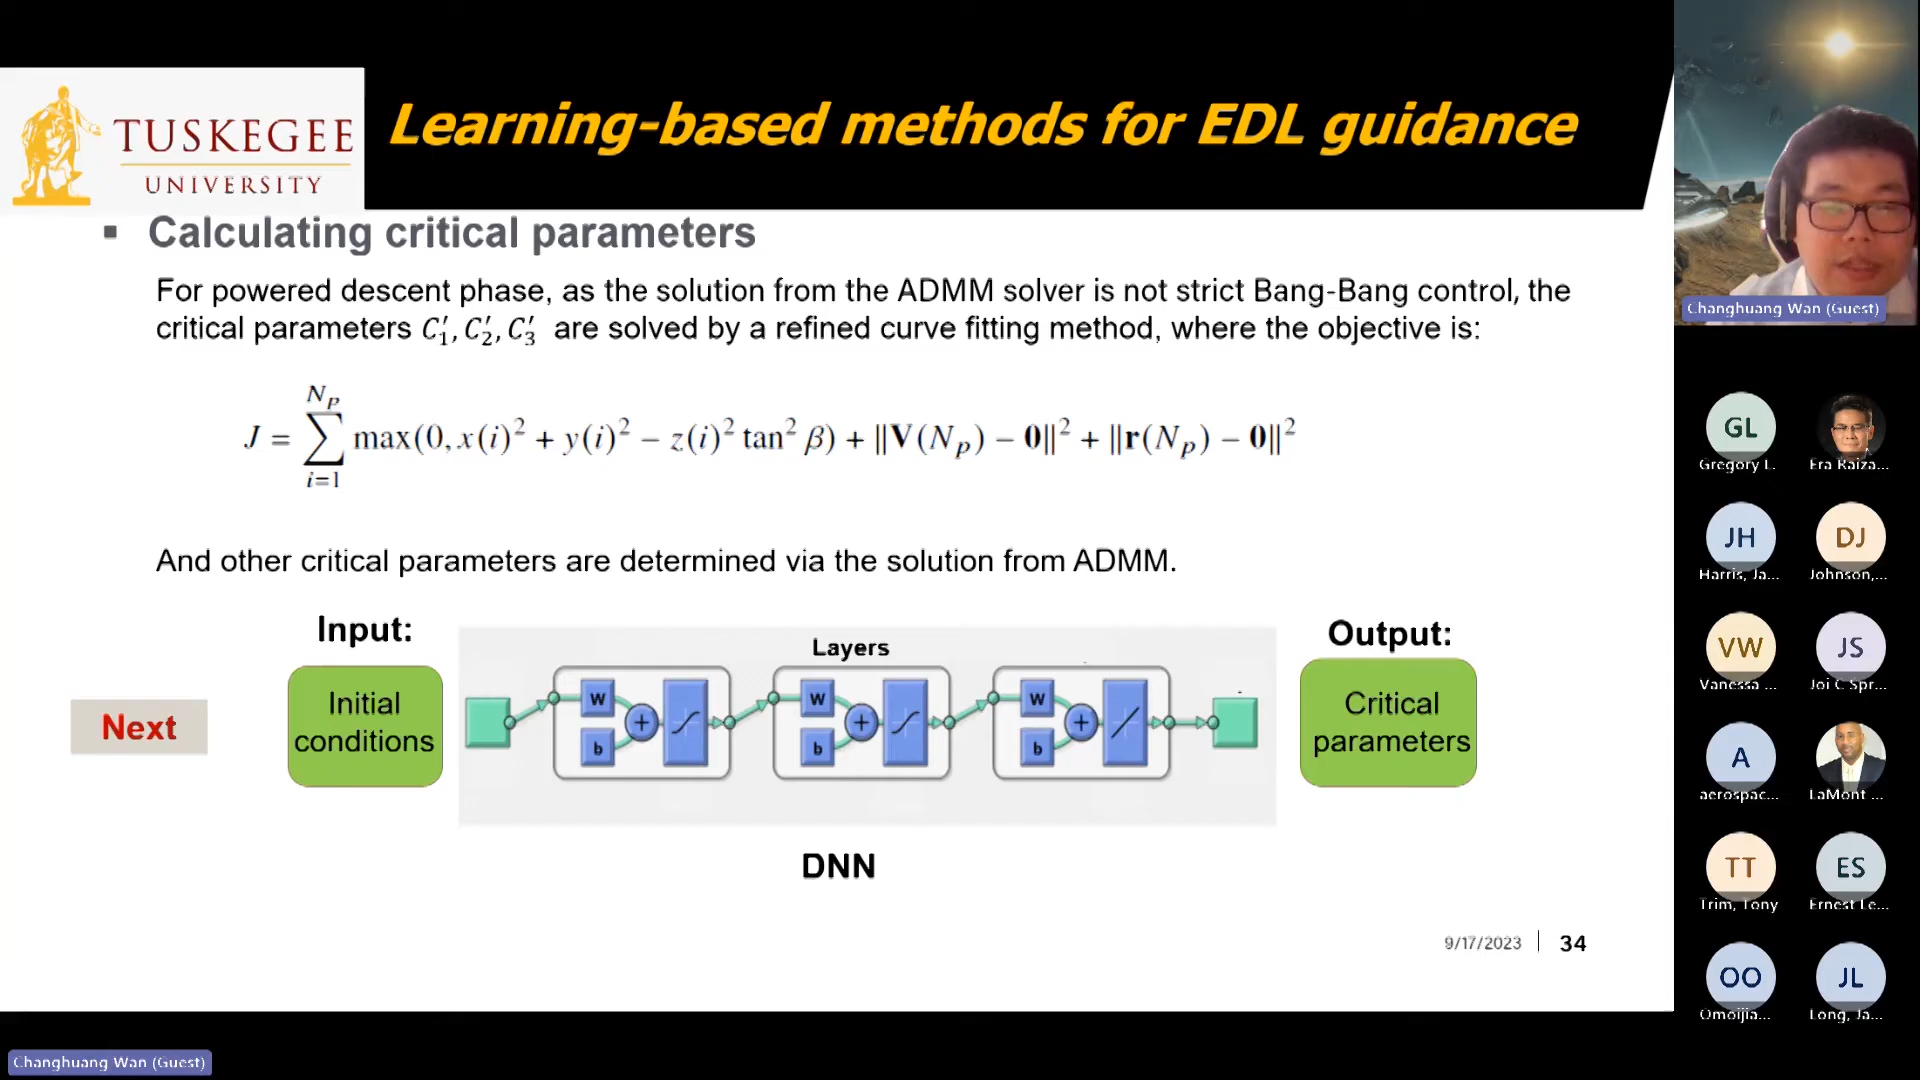 TUSKEGEE
UNIVERSITY
Learning-based methods for EDL guidance
▪ Calculating critical parameters
For powered descent phase, as the solution from the ADMM solver is not strict Bang-Bang control, the
critical parameters C₁′, C₂′, C₃′ are solved by a refined curve fitting method, where the objective is:
J = ∑_{i=1}^{N_P} max(0, x(i)² + y(i)² − z(i)² tan² β) + ||V(N_P) − 0||² + ||r(N_P) − 0||²
And other critical parameters are determined via the solution from ADMM.
Input:
Layers
Output:
Initial
conditions
W
b
+
W
b
+
W
b
+
Critical
parameters
Next
DNN
9/17/2023 | 34
Changhuang Wan (Guest)
GL
Gregory L.
Era Raiza...
JH
Harris, Ja...
DJ
Johnson,...
VW
Vanessa ...
JS
Joi C Spr...
A
aerospac...
LaMont ...
TT
Trim, Tony
ES
Ernest Le...
OO
Omoijia...
JL
Long, Ja...
Changhuang Wan (Guest)